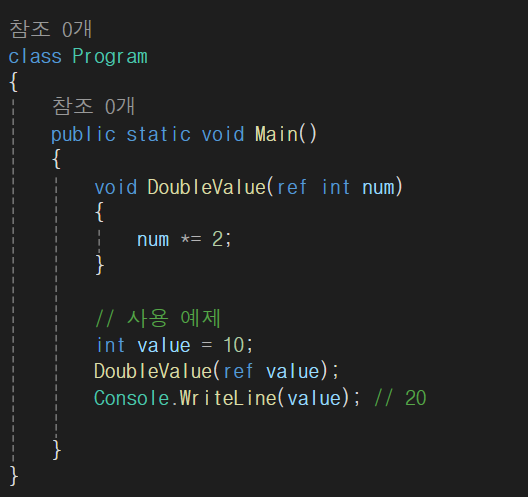 참조 0개
class Program
{
참조 0개
public static void Main()
{
void DoubleValue(ref int num)
{
num *= 2;
}
// 사용 예제
int value = 10;
DoubleValue(ref value);
Console.WriteLine(value); // 20
}
}